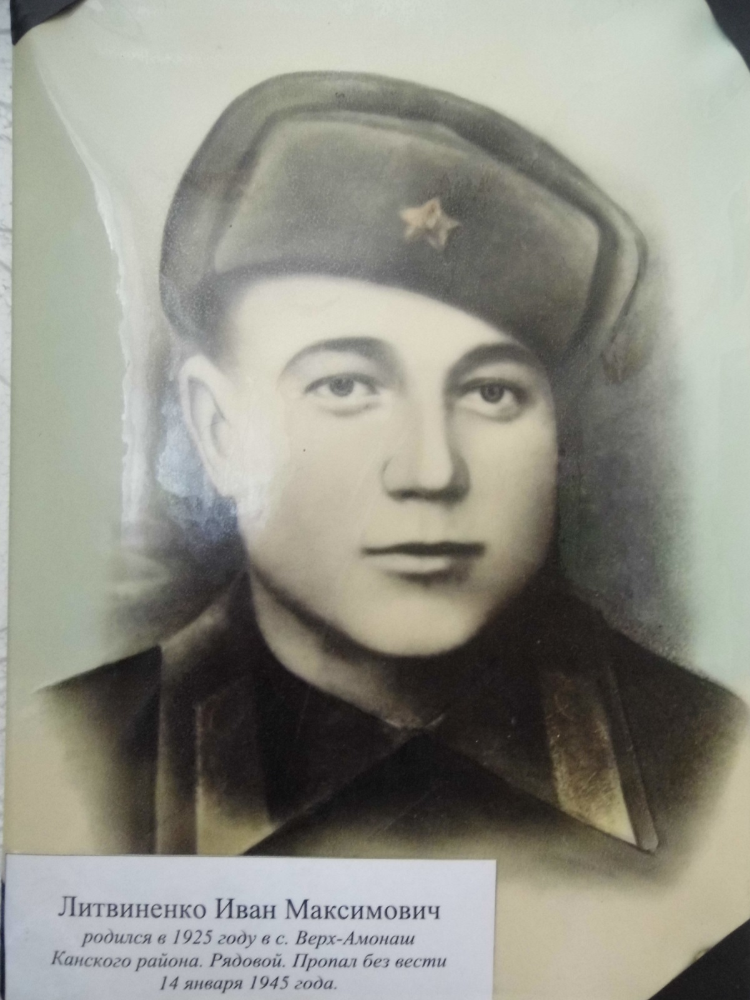 Литвиненко Иван Максимович
родился в 1925 году в с. Верх-Амонаш
Канского района. Рядовой. Пропал без вести
14 января 1945 года.